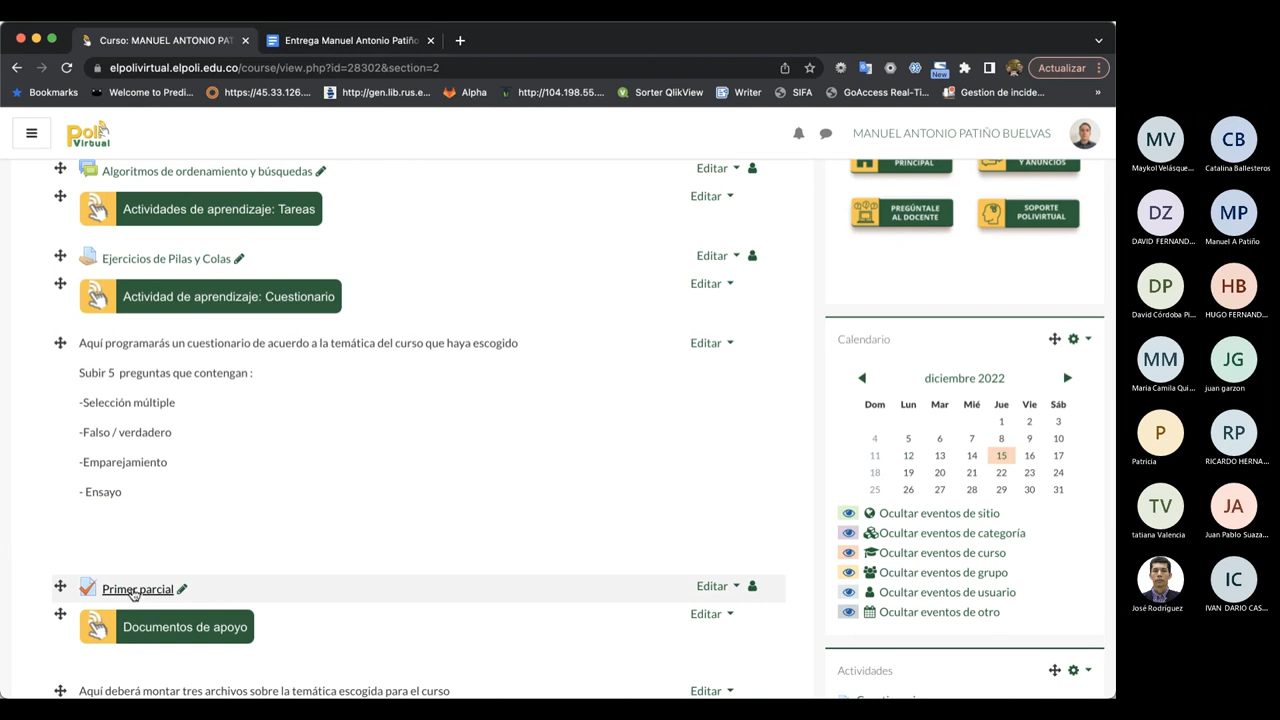 Curso: MANUEL ANTONIO PAT
Entrega Manuel Antonio Patiño
elpolivirtual.elpoli.edu.co/course/view.php?id=28302&section=2
New
Actualizar
Bookmarks
Welcome to Predi...
https://45.33.126....
http://gen.lib.rus.e...
Alpha
http://104.198.55....
Sorter QlikView
Writer
SIFA
GoAccess Real-Ti...
Gestion de incide...
»
Poli
Virtual
MANUEL ANTONIO PATIÑO BUELVAS
Algoritmos de ordenamiento y búsquedas
Editar
Actividades de aprendizaje: Tareas
Editar
Ejercicios de Pilas y Colas
Editar
Actividad de aprendizaje: Cuestionario
Editar
Aquí programarás un cuestionario de acuerdo a la temática del curso que haya escogido
Editar
Subir 5 preguntas que contengan :
-Selección múltiple
-Falso / verdadero
-Emparejamiento
- Ensayo
Primer parcial
Editar
Documentos de apoyo
Editar
Aquí deberá montar tres archivos sobre la temática escogida para el curso
Editar
PRINCIPAL
Y ANUNCIOS
PREGÚNTALE
AL DOCENTE
SOPORTE
POLIVIRTUAL
Calendario
diciembre 2022
Dom Lun Mar Mié Jue Vie Sáb
1 2 3
4 5 6 7 8 9 10
11 12 13 14 15 16 17
18 19 20 21 22 23 24
25 26 27 28 29 30 31
Ocultar eventos de sitio
Ocultar eventos de categoría
Ocultar eventos de curso
Ocultar eventos de grupo
Ocultar eventos de usuario
Ocultar eventos de otro
Actividades
MV
Maykol Velásque...
CB
Catalina Ballesteros
DZ
DAVID FERNAND...
MP
Manuel A Patiño
DP
David Córdoba Pi...
HB
HUGO FERNAND...
MM
Maria Camila Qui...
JG
juan garzon
P
Patricia
RP
RICARDO HERNA...
TV
tatiana Valencia
JA
Juan Pablo Suaza...
José Rodríguez
IC
IVAN DARIO CAS...